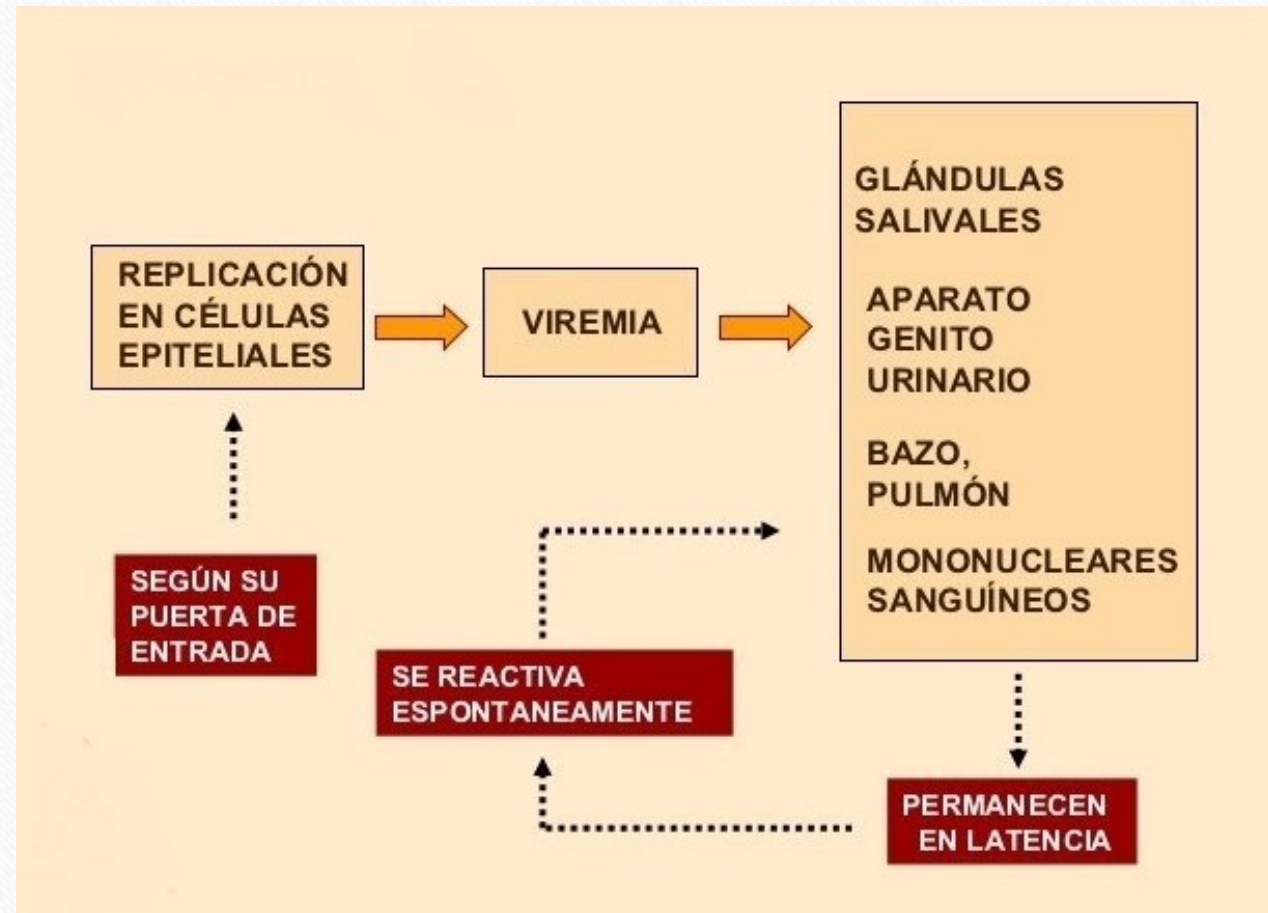 REPLICACIÓN
EN CÉLULAS
EPITELIALES
VIREMIA
GLÁNDULAS
SALIVALES
APARATO
GENITO
URINARIO
BAZO,
PULMÓN
MONONUCLEARES
SANGUÍNEOS
SEGÚN SU
PUERTA DE
ENTRADA
SE REACTIVA
ESPONTANEAMENTE
PERMANECEN
EN LATENCIA